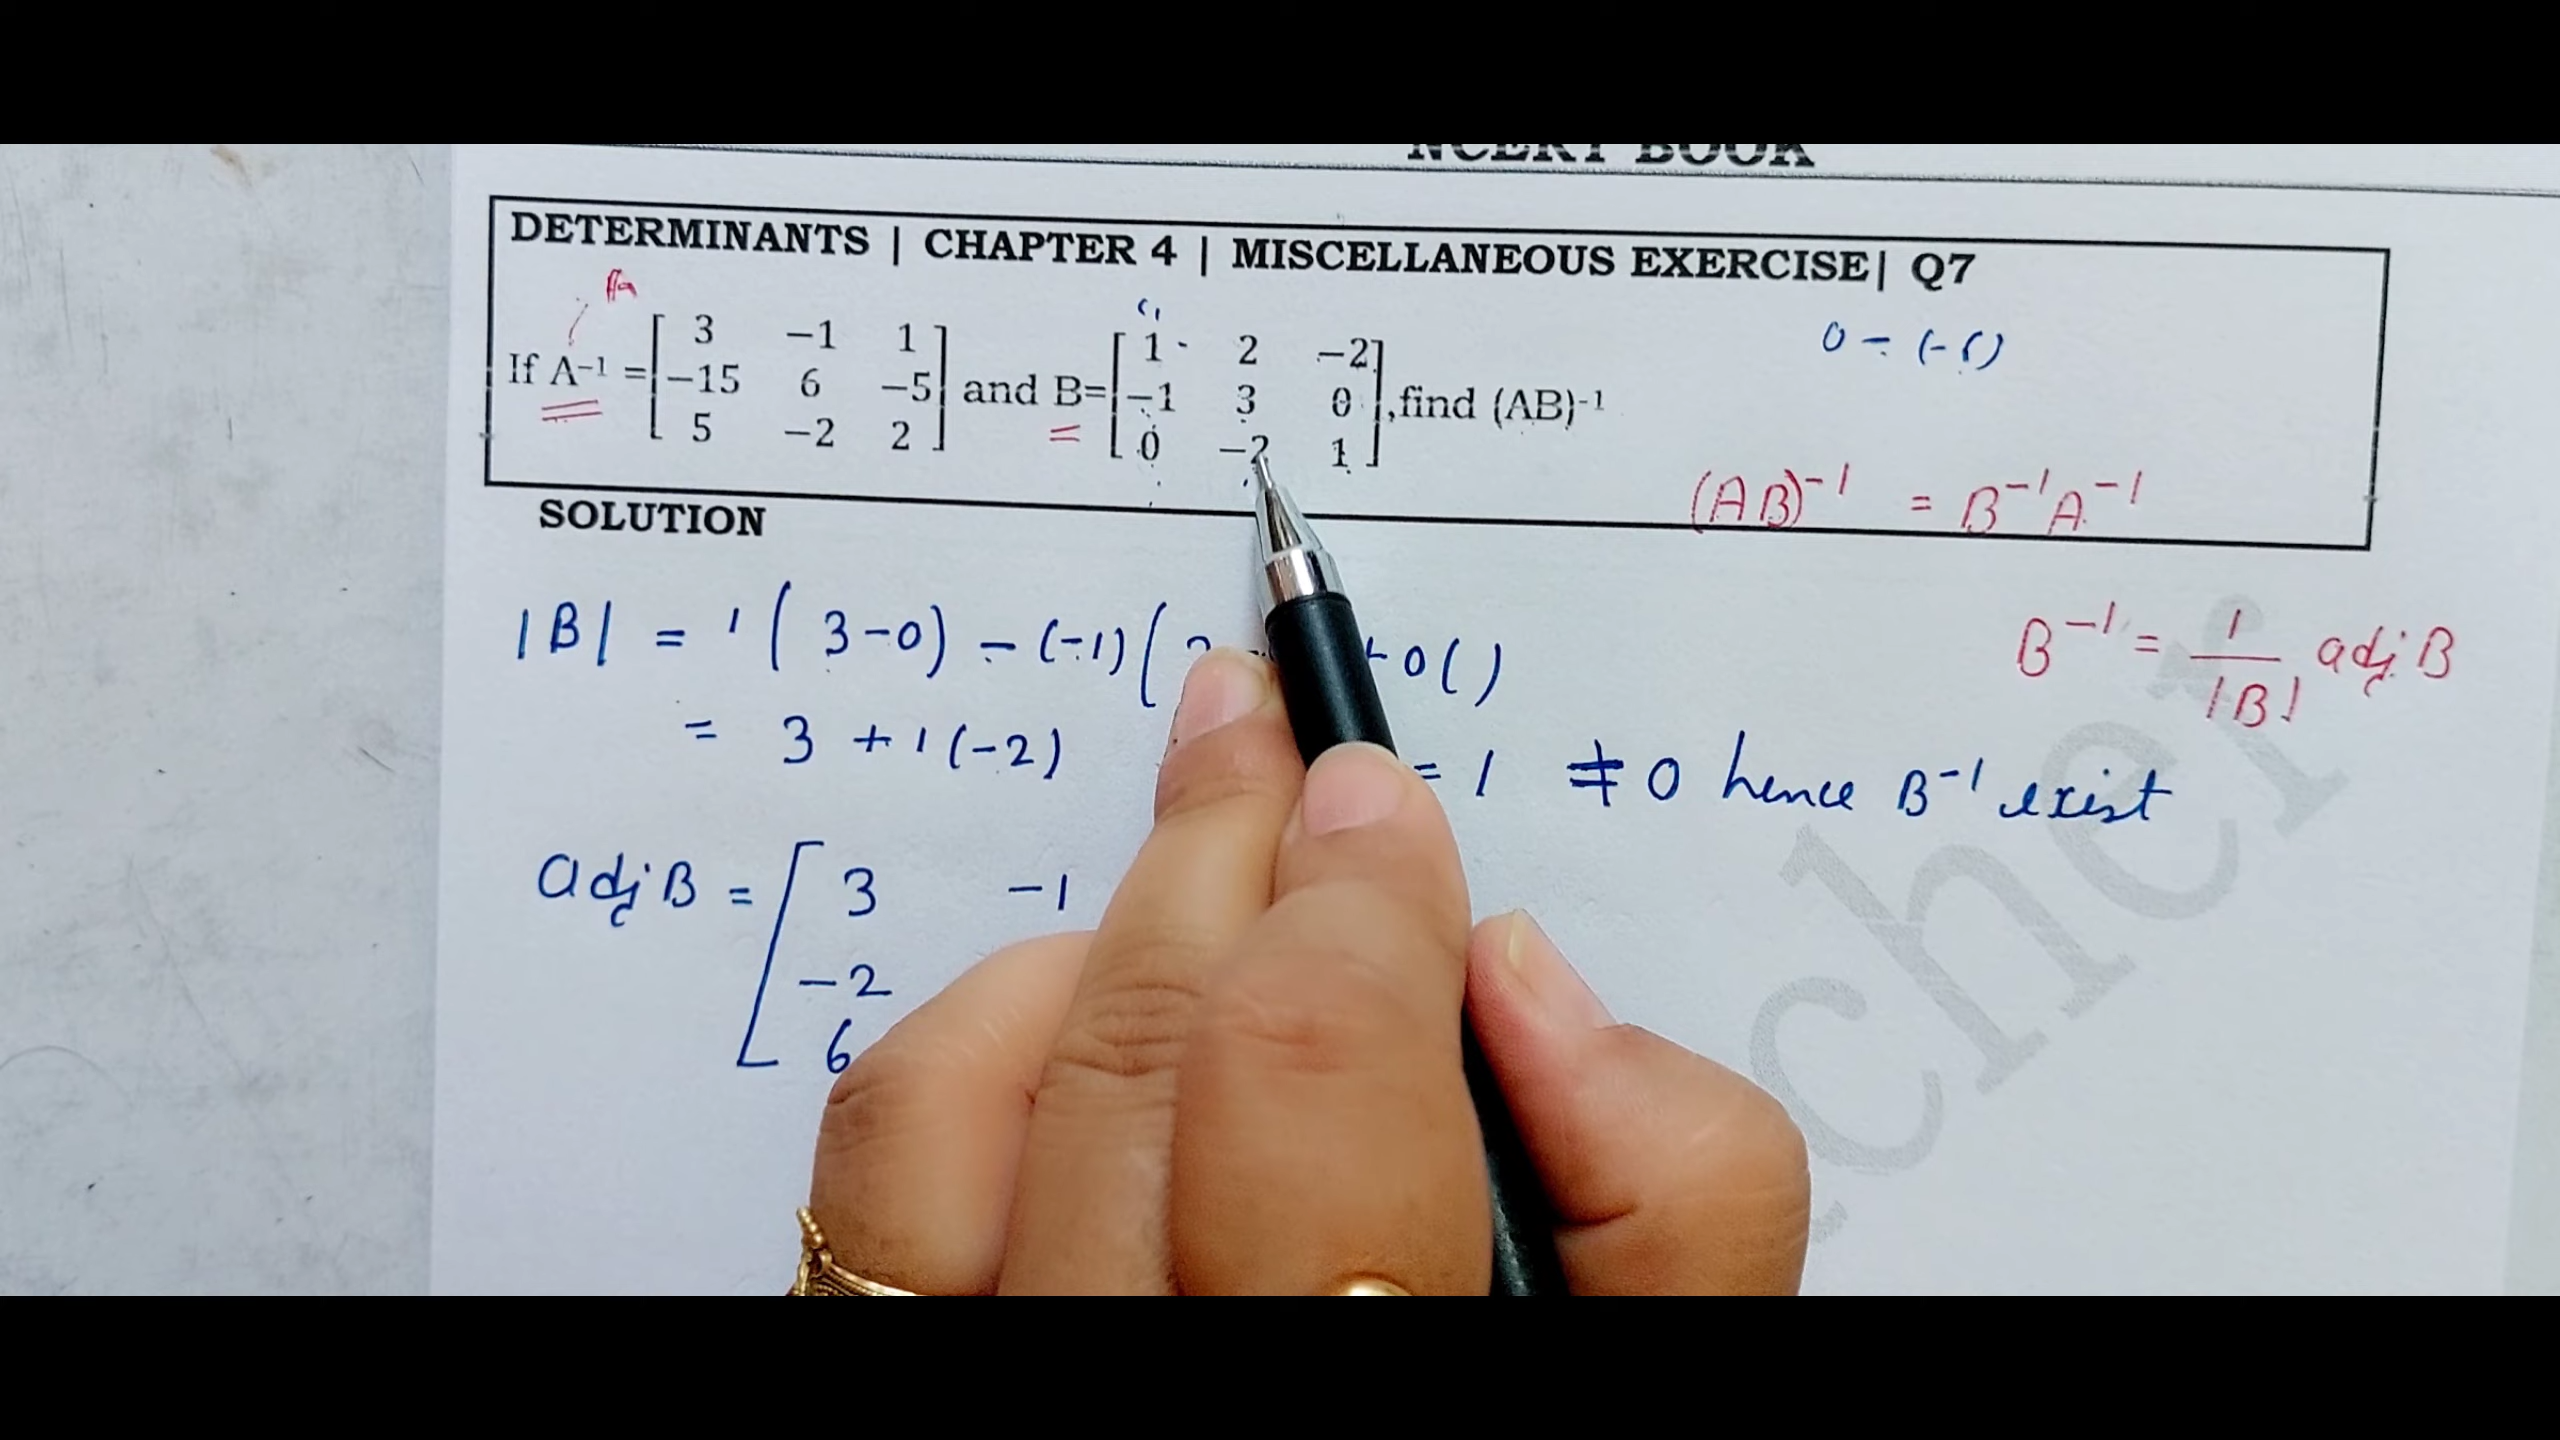 NCERT BOOK
DETERMINANTS | CHAPTER 4 | MISCELLANEOUS EXERCISE| Q7
If A⁻¹ = [ 3 −1 1 ; −15 6 −5 ; 5 −2 2 ] and B= [ 1 2 −2 ; −1 3 0 ; 0 −2 1 ] ,find (AB)⁻¹
(AB)⁻¹ = B⁻¹A⁻¹
SOLUTION
|B| = 1 ( 3-0) - (-1) ( + 0( )
B⁻¹ = 1/|B| adj B
= 3 + 1 (-2) = 1 ≠ 0 hence B⁻¹ exist
adj B = [ 3 -1
-2
6
cher